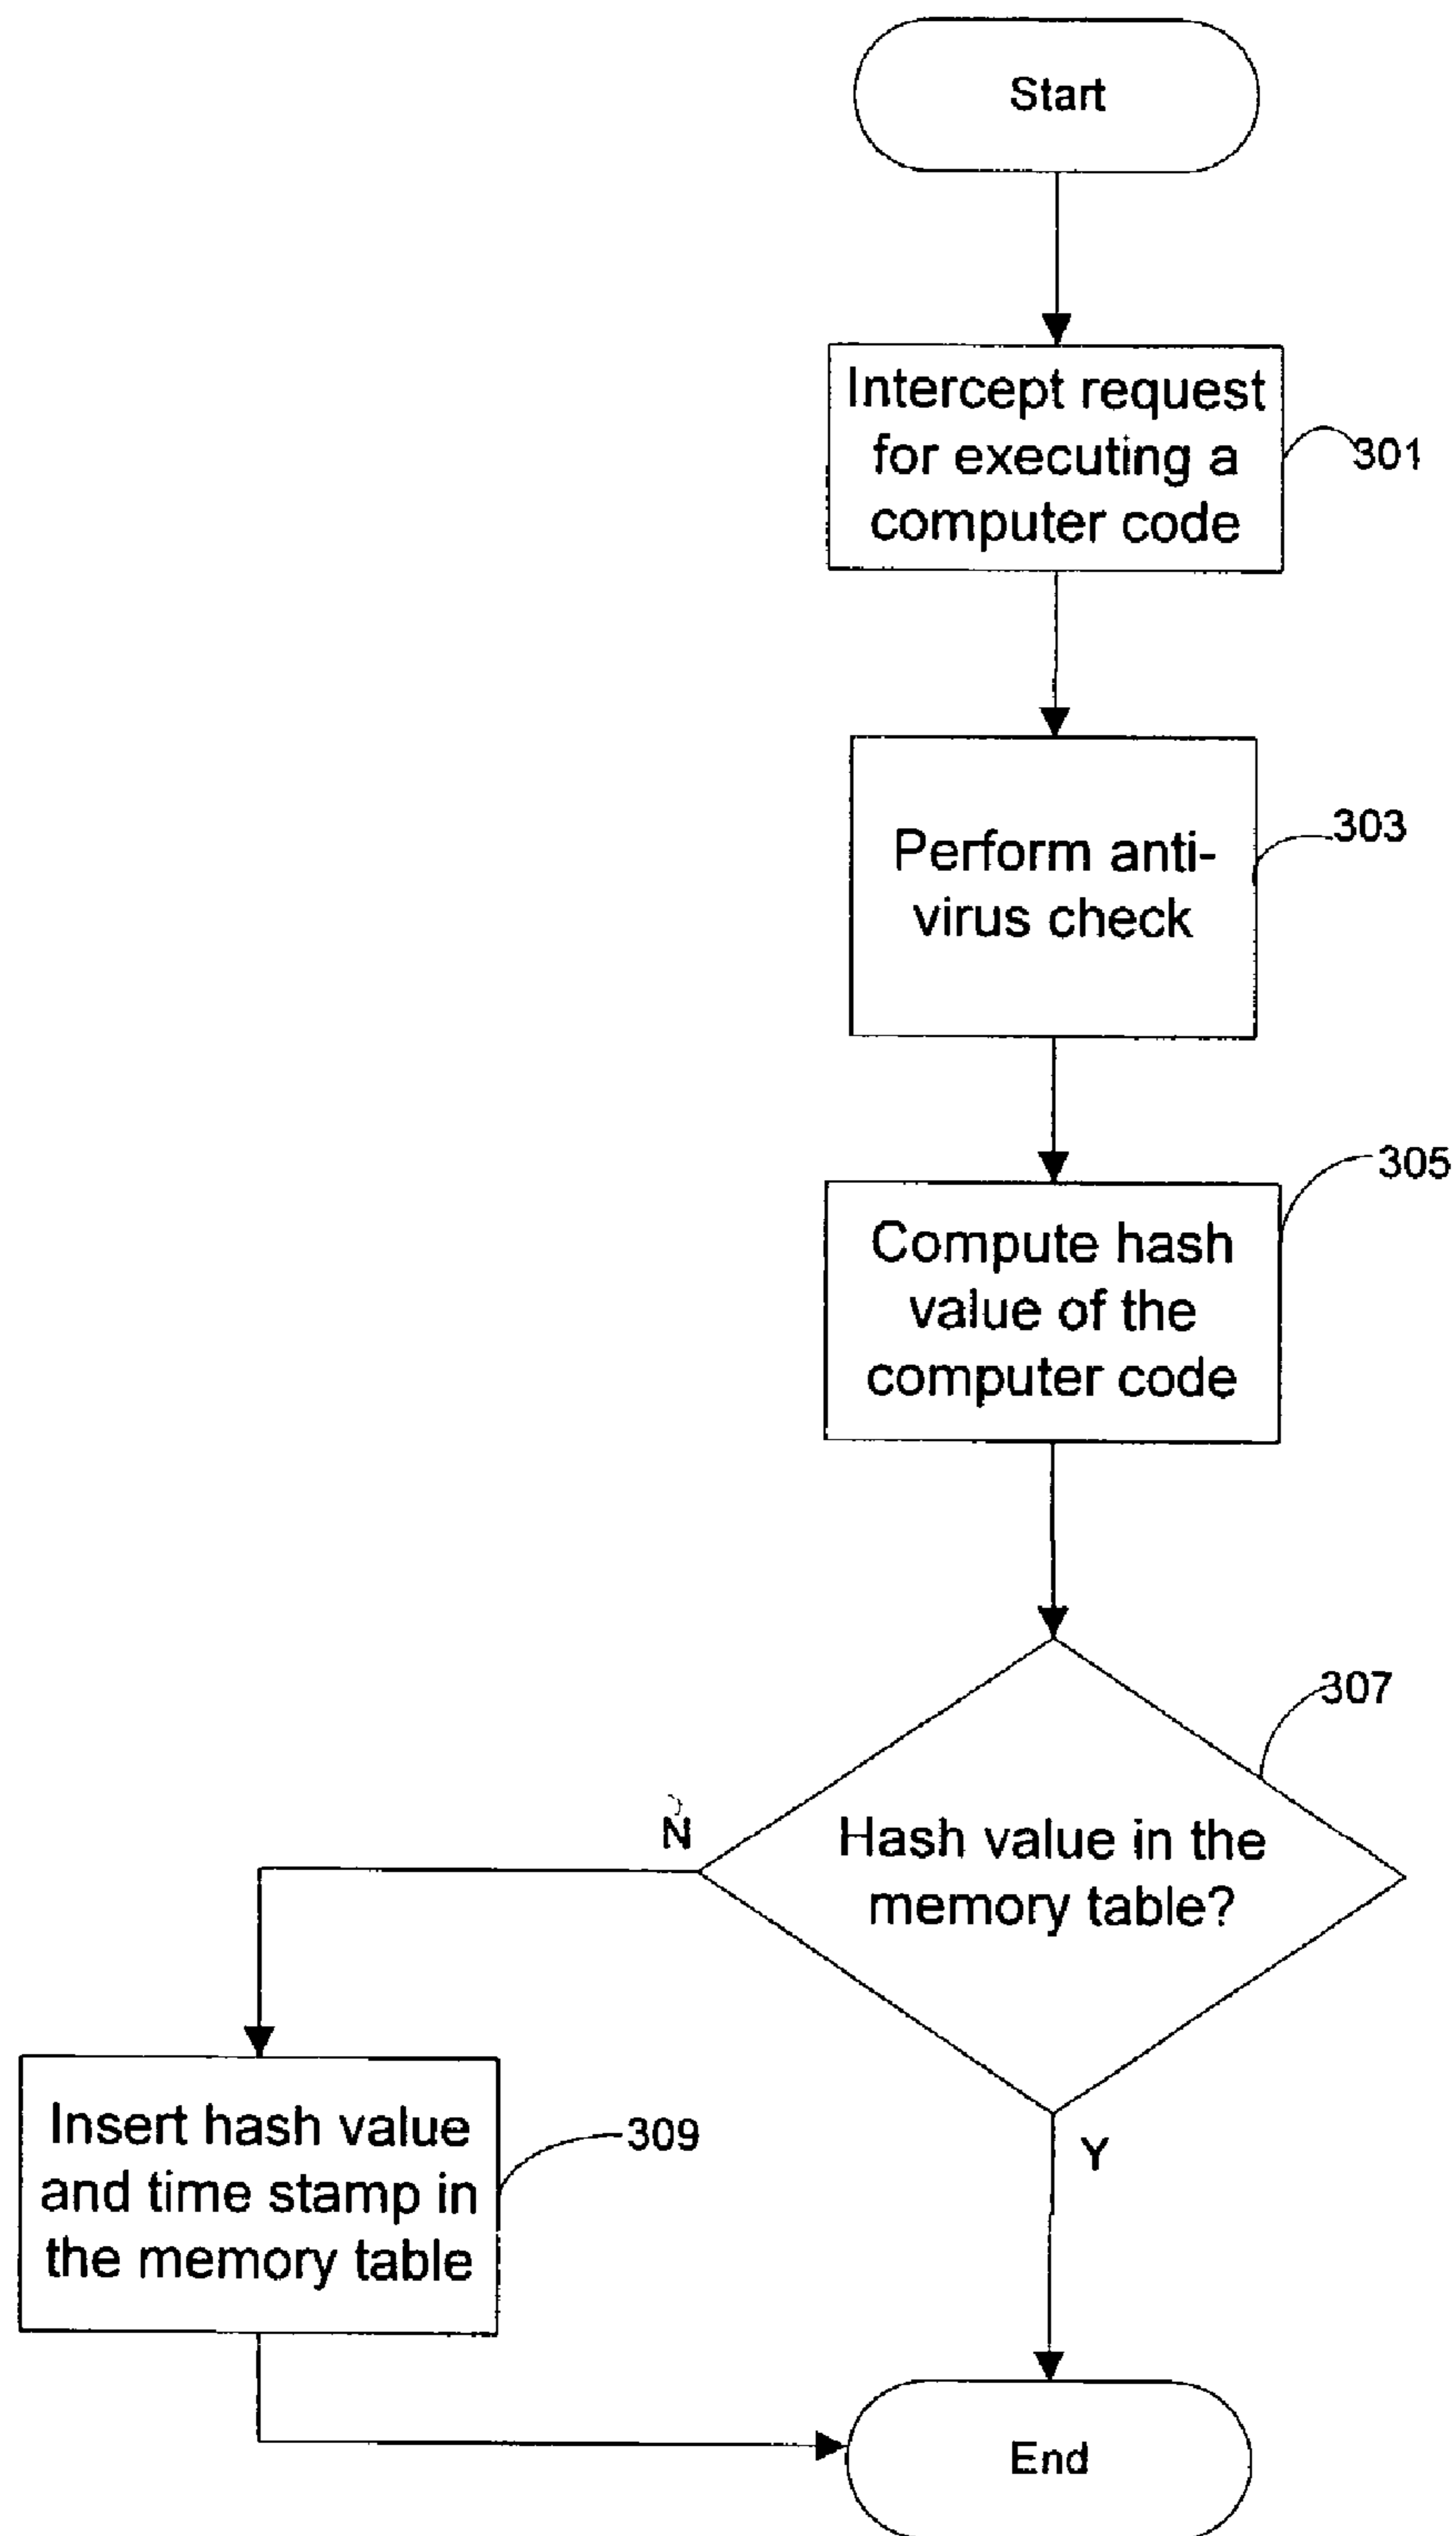 Start
Intercept request
for executing a
computer code
301
Perform anti-
virus check
303
305
Compute hash
value of the
computer code
307
N
Hash value in the
memory table?
Insert hash value
and time stamp in
the memory table
309
Y
End